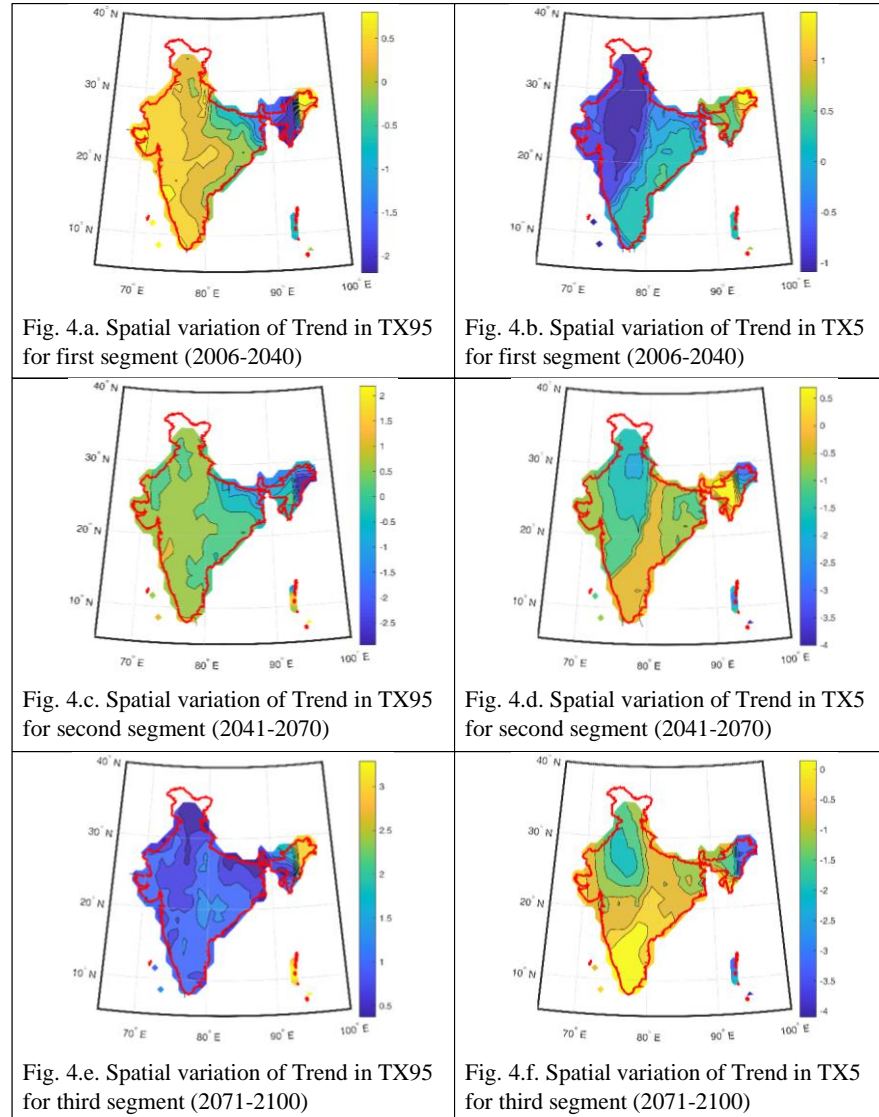 40° N
30° N
20° N
10° N
70° E
80° E
90° E
100° E
0.5
0
-0.5
-1
-1.5
-2
Fig. 4.a. Spatial variation of Trend in TX95
for first segment (2006-2040)
40° N
30° N
20° N
10° N
70° E
80° E
90° E
100° E
1
0.5
0
-0.5
-1
Fig. 4.b. Spatial variation of Trend in TX5
for first segment (2006-2040)
40° N
30° N
20° N
10° N
70° E
80° E
90° E
100° E
2
1.5
1
0.5
0
-0.5
-1
-1.5
-2
-2.5
Fig. 4.c. Spatial variation of Trend in TX95
for second segment (2041-2070)
40° N
30° N
20° N
10° N
70° E
80° E
90° E
100° E
0.5
0
-0.5
-1
-1.5
-2
-2.5
-3
-3.5
-4
Fig. 4.d. Spatial variation of Trend in TX5
for second segment (2041-2070)
40° N
30° N
20° N
10° N
70° E
80° E
90° E
100° E
3
2.5
2
1.5
1
0.5
Fig. 4.e. Spatial variation of Trend in TX95
for third segment (2071-2100)
40° N
30° N
20° N
10° N
70° E
80° E
90° E
100° E
0
-0.5
-1
-1.5
-2
-2.5
-3
-3.5
-4
Fig. 4.f. Spatial variation of Trend in TX5
for third segment (2071-2100)